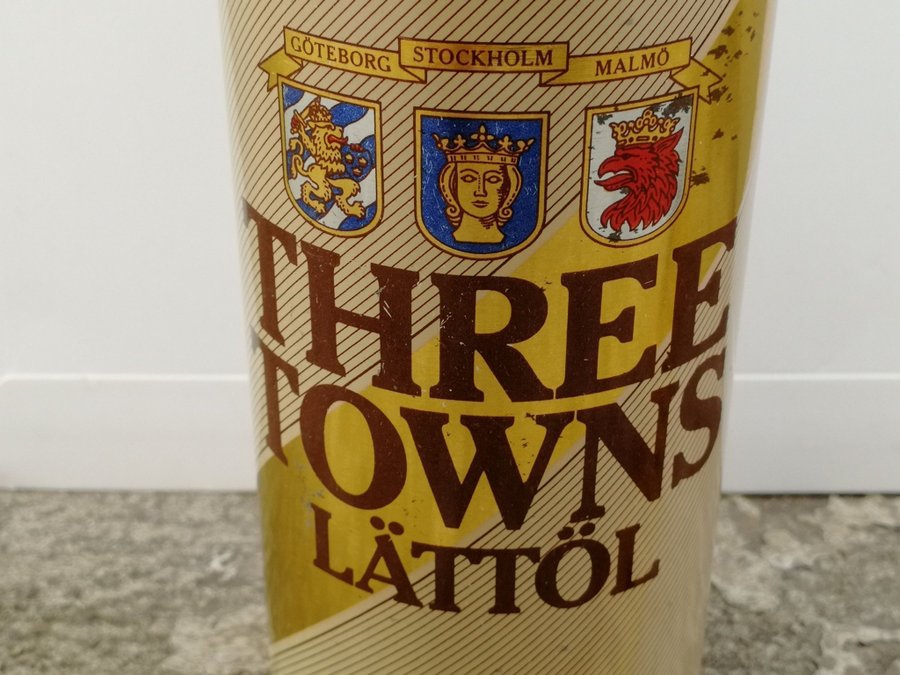 GÖTEBORG STOCKHOLM MALMÖ
THREE
TOWNS
LÄTTÖL